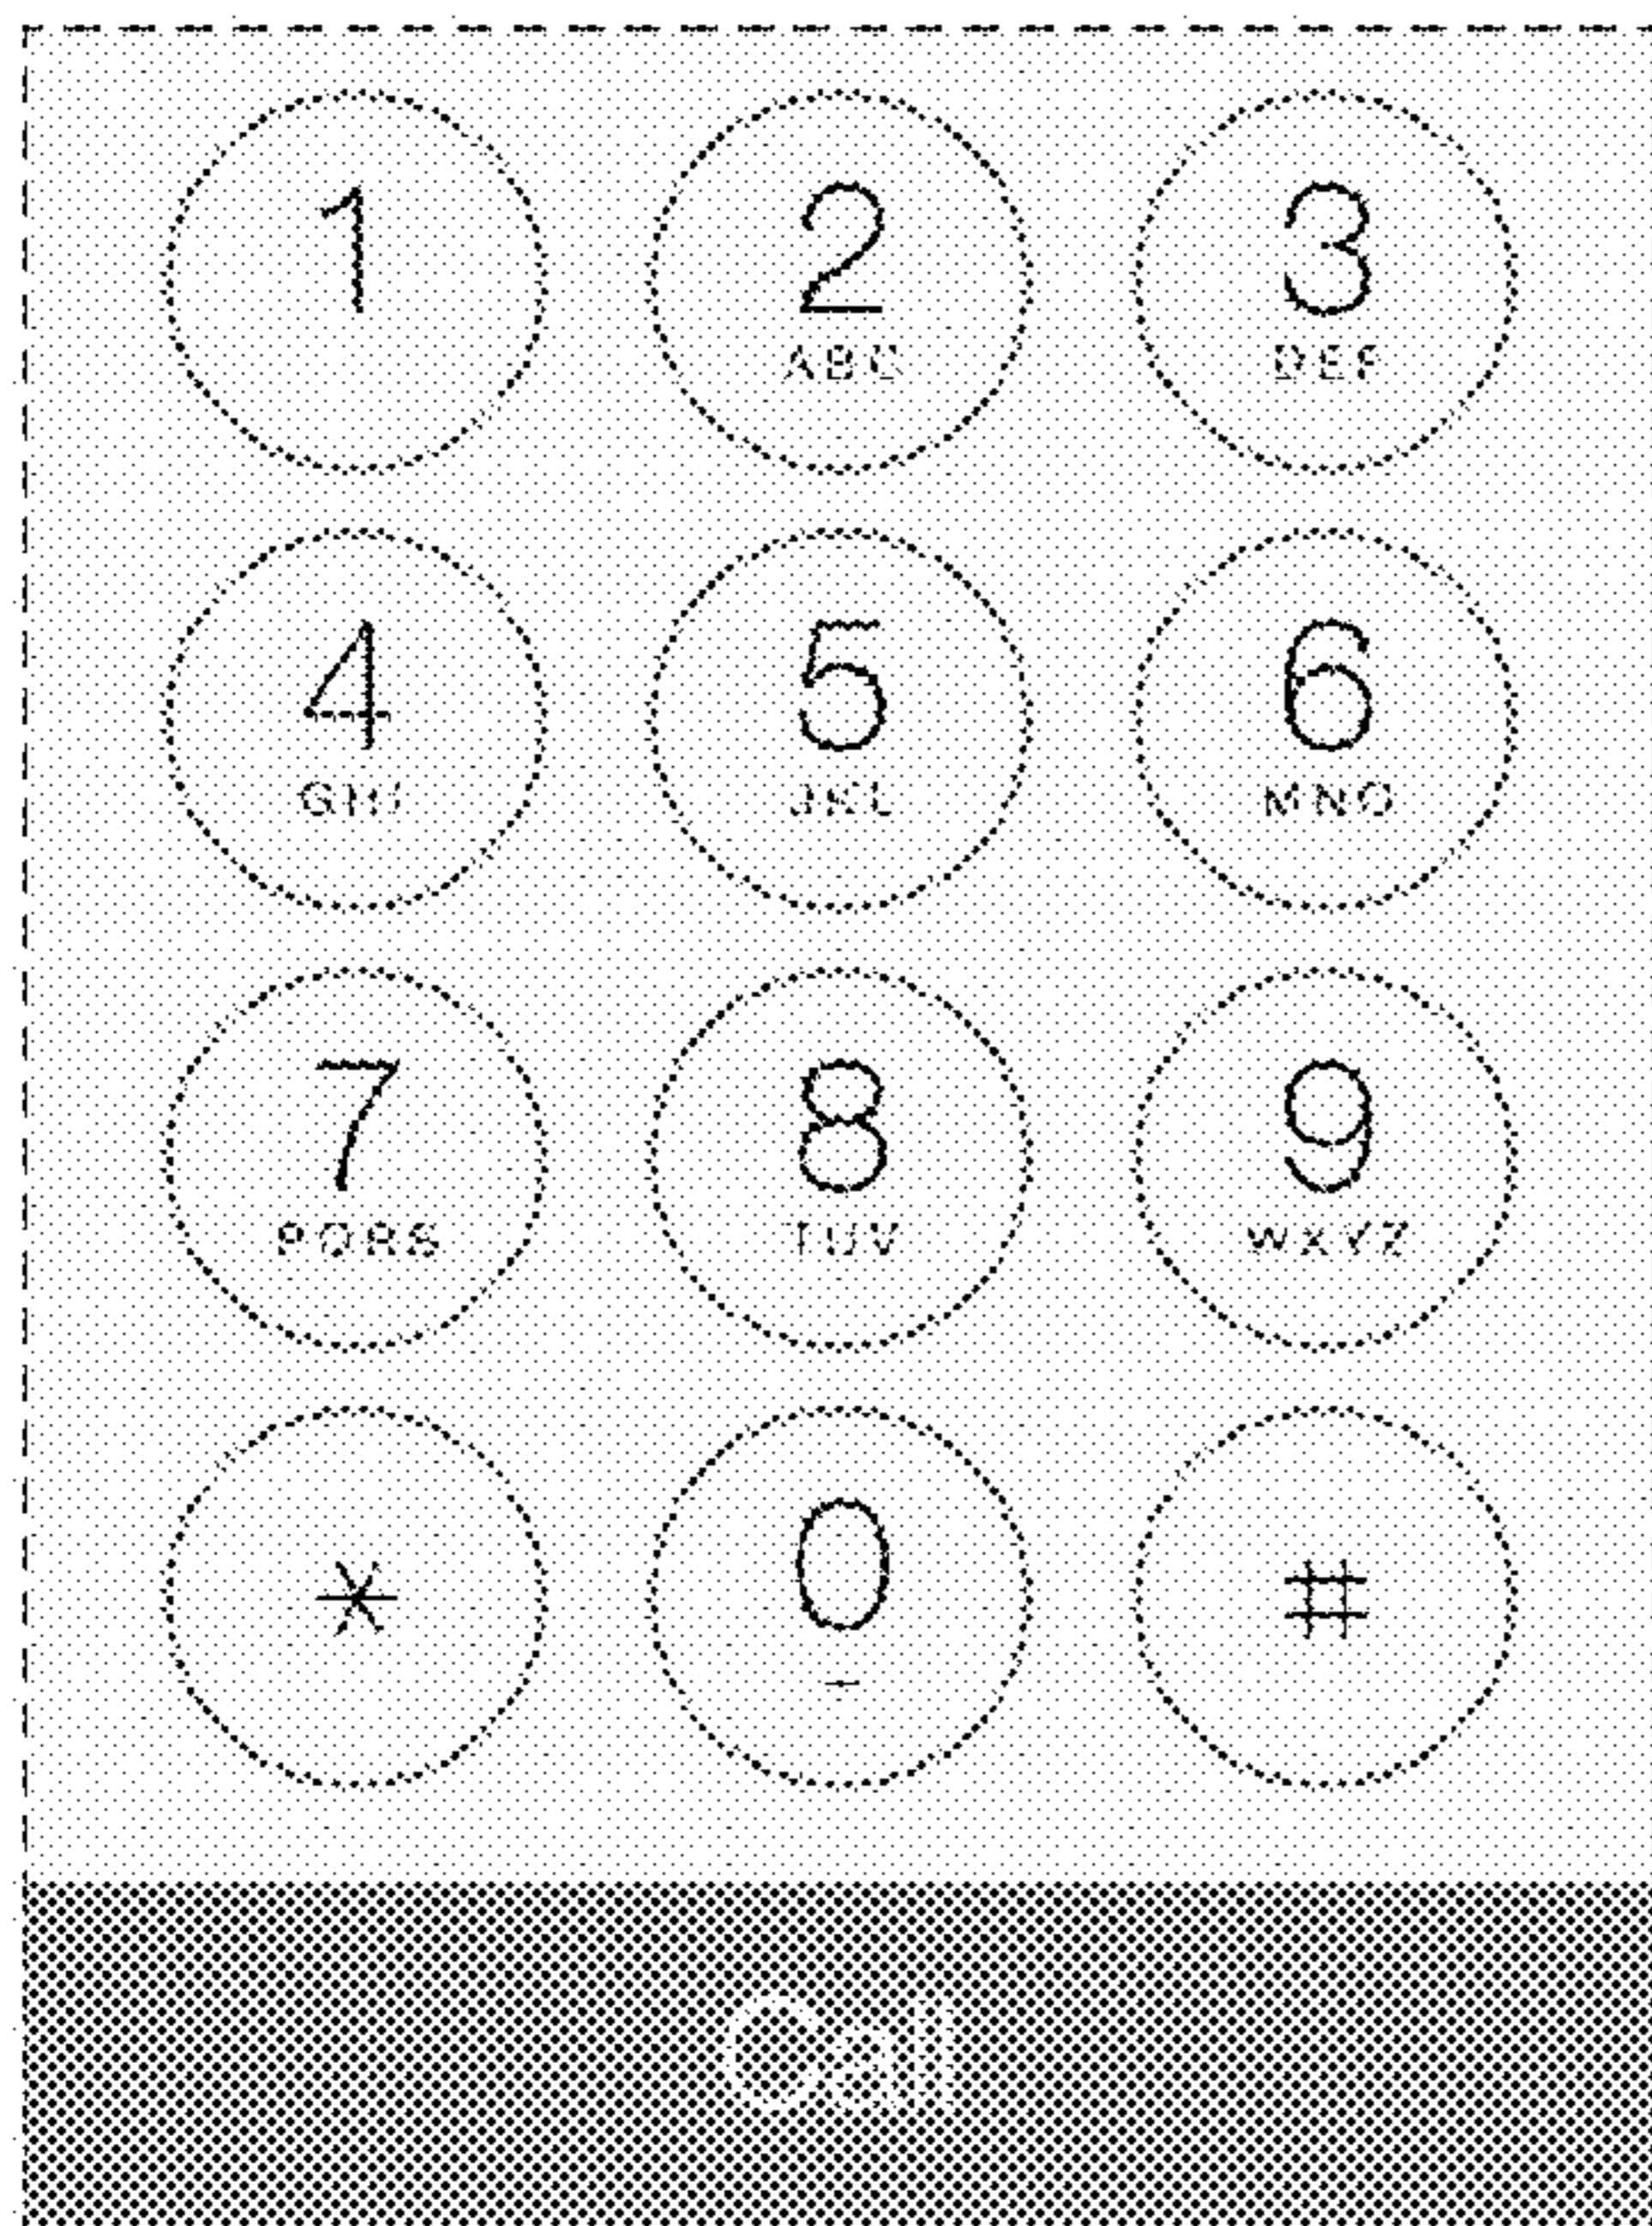 1 2 3
ABC DEF
4 5 6
GHI JKL MNO
7 8 9
PQRS TUV WXYZ
* 0 #
Call